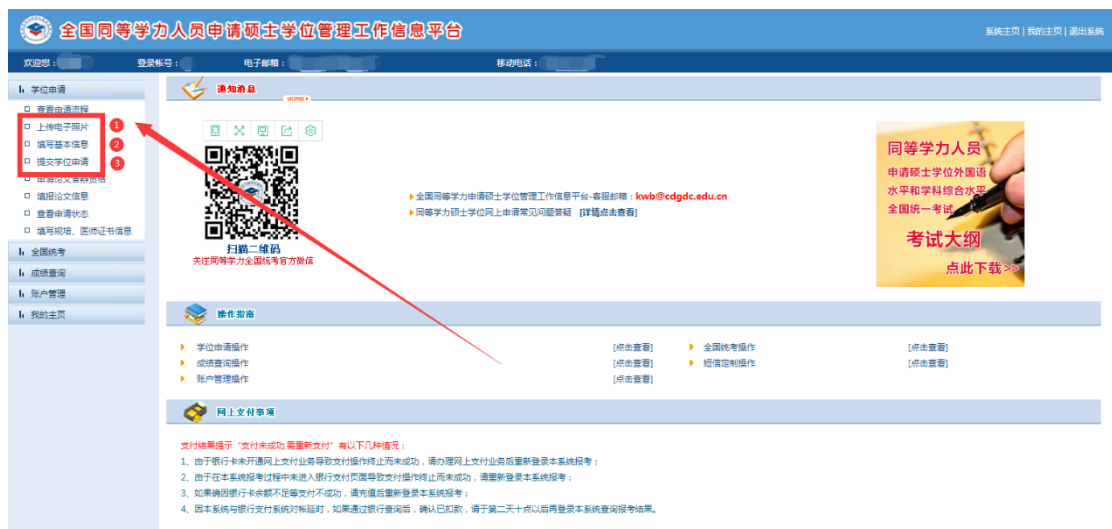 全国同等学力人员申请硕士学位管理工作信息平台
系统主页 | 我的主页 | 退出系统
欢迎您： 登录帐号： 电子邮箱： 移动电话：
学位申请
查看申请流程
上传电子照片 1
填写基本信息 2
提交学位申请 3
申请论文答辩资格
填报论文信息
查看申请状态
填写规培、医师证书信息
全国统考
成绩查询
账户管理
我的主页
通知消息
HOME
扫描二维码
关注同等学力全国统考官方微信
全国同等学力申请硕士学位管理工作信息平台-客服邮箱：kwb@cdgdc.edu.cn
同等学力硕士学位网上申请常见问题答疑 [详情点击查看]
同等学力人员
申请硕士学位外国语
水平和学科综合水平
全国统一考试
考试大纲
点此下载>>
操作指南
学位申请操作 [点击查看] 全国统考操作 [点击查看]
成绩查询操作 [点击查看] 短信定制操作 [点击查看]
账户管理操作 [点击查看]
网上支付事项
支付结果提示“支付未成功,需重新支付”有以下几种情况：
1、由于银行卡未开通网上支付业务导致支付操作终止而未成功，请办理网上支付业务后重新登录本系统报考；
2、由于在本系统报考过程中未进入银行支付页面导致支付操作终止而未成功，请重新登录本系统报考；
3、如果确因银行卡余额不足等支付不成功，请充值后重新登录本系统报考；
4、因本系统与银行支付系统对帐延时，如果通过银行查询后，确认已扣款，请于第二天十点以后再登录本系统查询报考结果。